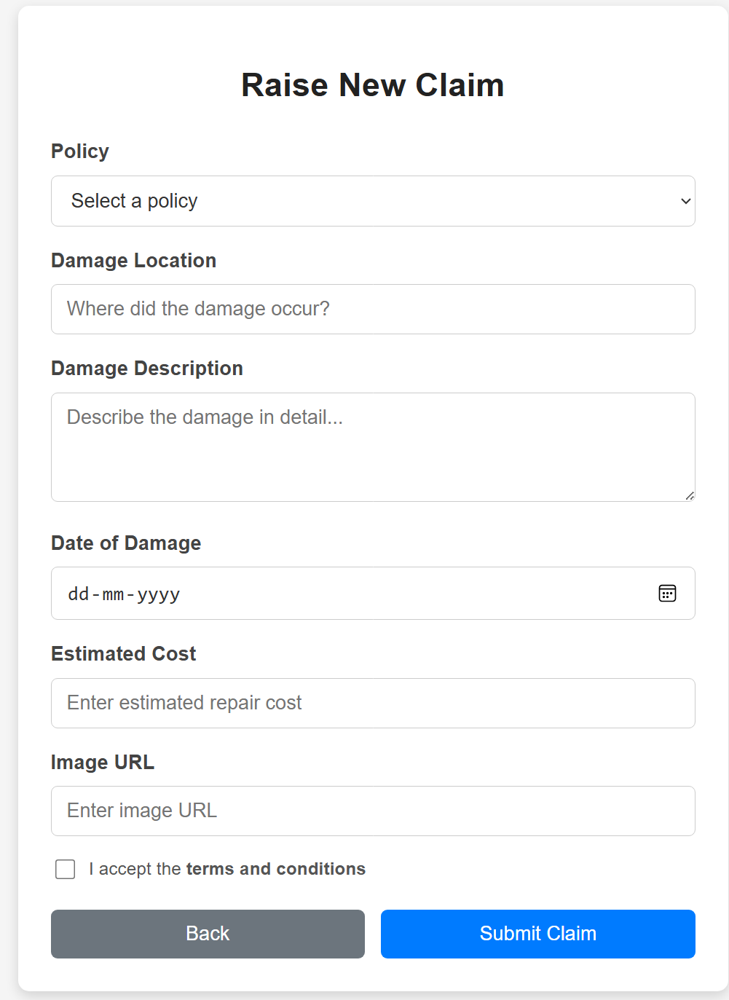 Raise New Claim
Policy
Select a policy
Damage Location
Where did the damage occur?
Damage Description
Describe the damage in detail...
Date of Damage
dd-mm-yyyy
Estimated Cost
Enter estimated repair cost
Image URL
Enter image URL
I accept the terms and conditions
Back
Submit Claim